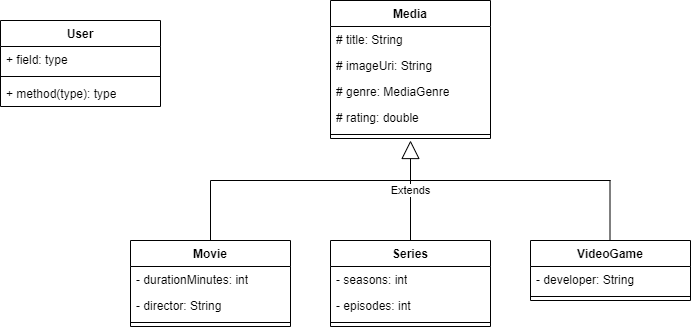 User
+ field: type
+ method(type): type
Media
# title: String
# imageUri: String
# genre: MediaGenre
# rating: double
Extends
Movie
- durationMinutes: int
- director: String
Series
- seasons: int
- episodes: int
VideoGame
- developer: String